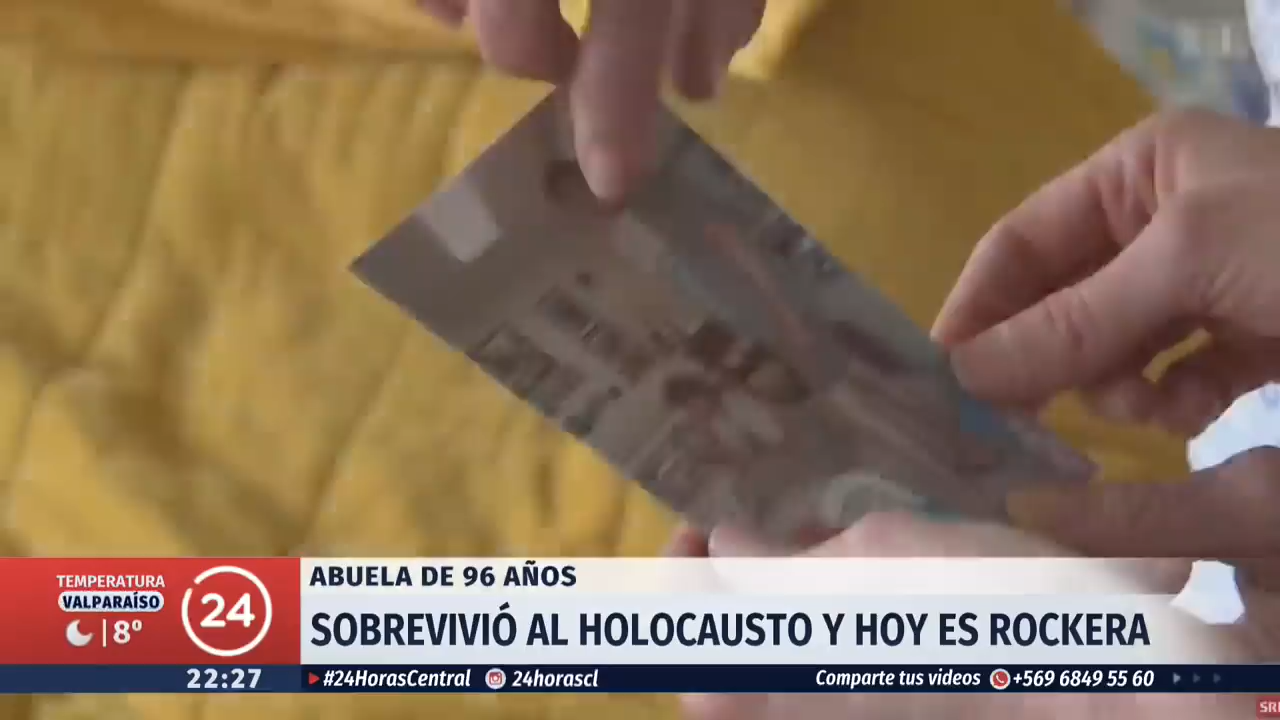 TEMPERATURA
VALPARAÍSO
8°
24
ABUELA DE 96 AÑOS
SOBREVIVIÓ AL HOLOCAUSTO Y HOY ES ROCKERA
22:27
#24HorasCentral
24horascl
Comparte tus videos
+569 6849 55 60